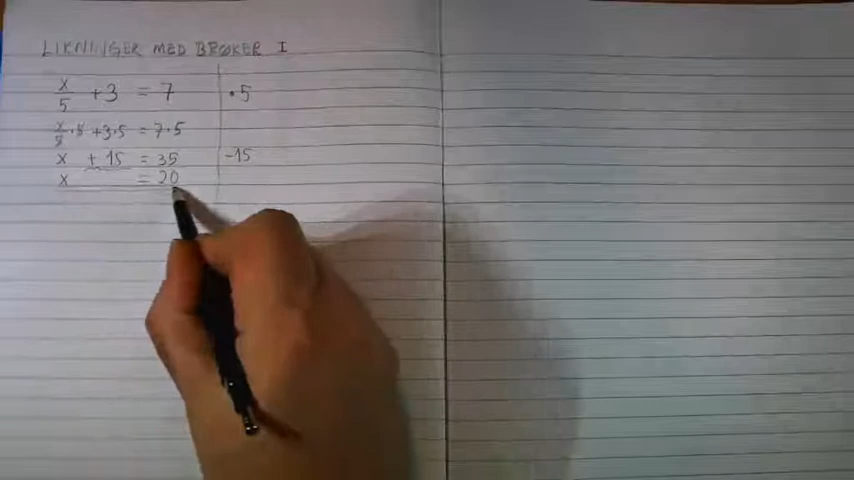 LIKNINGER MED BRØKER I
x/5 + 3 = 7 | · 5
x/5 · 5 + 3 · 5 = 7 · 5
x + 15 = 35 | - 15
x = 20